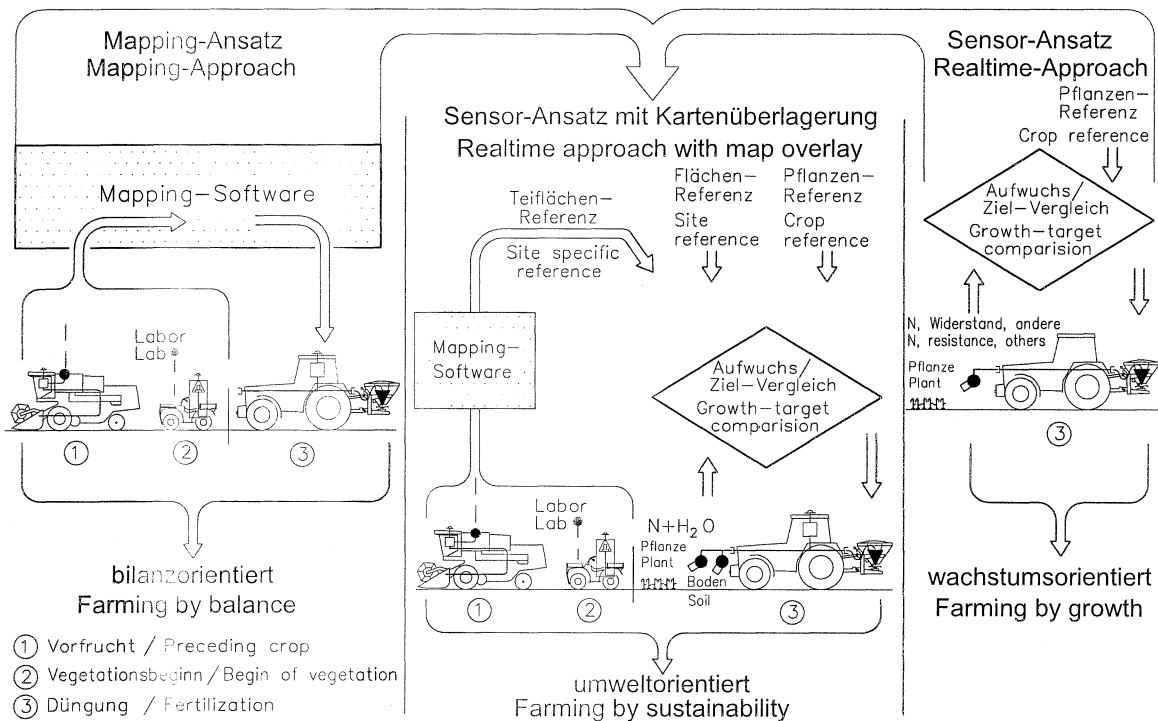 Mapping-Ansatz
Mapping-Approach
Mapping-Software
Labor
Lab
1
2
3
bilanzorientiert
Farming by balance
1 Vorfrucht / Preceding crop
2 Vegetationsbeginn / Begin of vegetation
3 Düngung / Fertilization
Sensor-Ansatz mit Kartenüberlagerung
Realtime approach with map overlay
Teiflächen-
Referenz
Site specific
reference
Flächen-
Referenz
Site
reference
Pflanzen-
Referenz
Crop
reference
Mapping-
Software
Aufwuchs/
Ziel-Vergleich
Growth-target
comparision
Labor
Lab
N+H2O
Pflanze
Plant
Boden
Soil
1
2
3
umweltorientiert
Farming by sustainability
Sensor-Ansatz
Realtime-Approach
Pflanzen-
Referenz
Crop reference
Aufwuchs/
Ziel-Vergleich
Growth-target
comparision
N, Widerstand, andere
N, resistance, others
Pflanze
Plant
3
wachstumsorientiert
Farming by growth